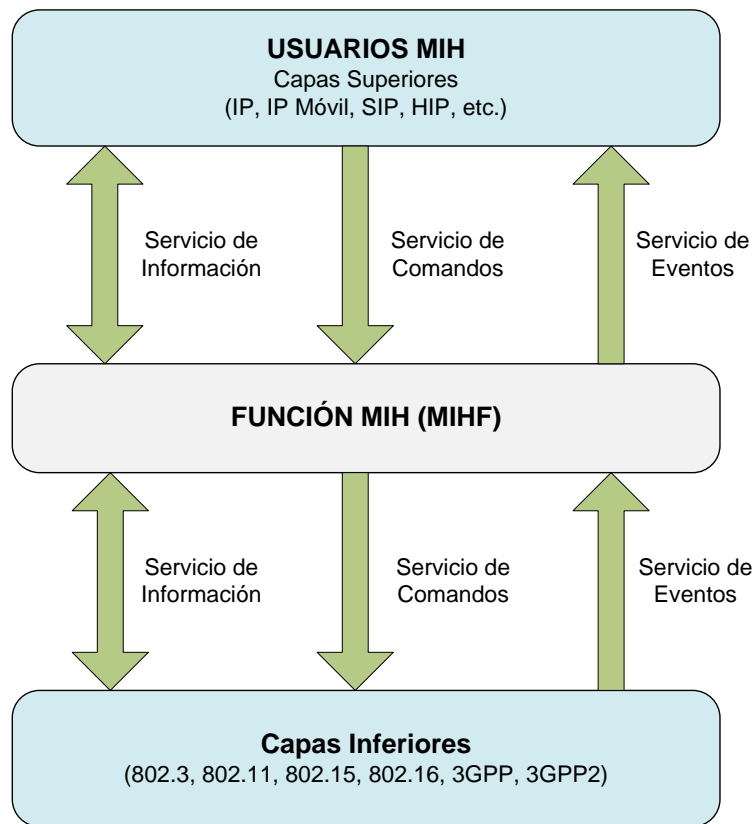 USUARIOS MIH
Capas Superiores
(IP, IP Móvil, SIP, HIP, etc.)
Servicio de
Información
Servicio de
Comandos
Servicio de
Eventos
FUNCIÓN MIH (MIHF)
Servicio de
Información
Servicio de
Comandos
Servicio de
Eventos
Capas Inferiores
(802.3, 802.11, 802.15, 802.16, 3GPP, 3GPP2)